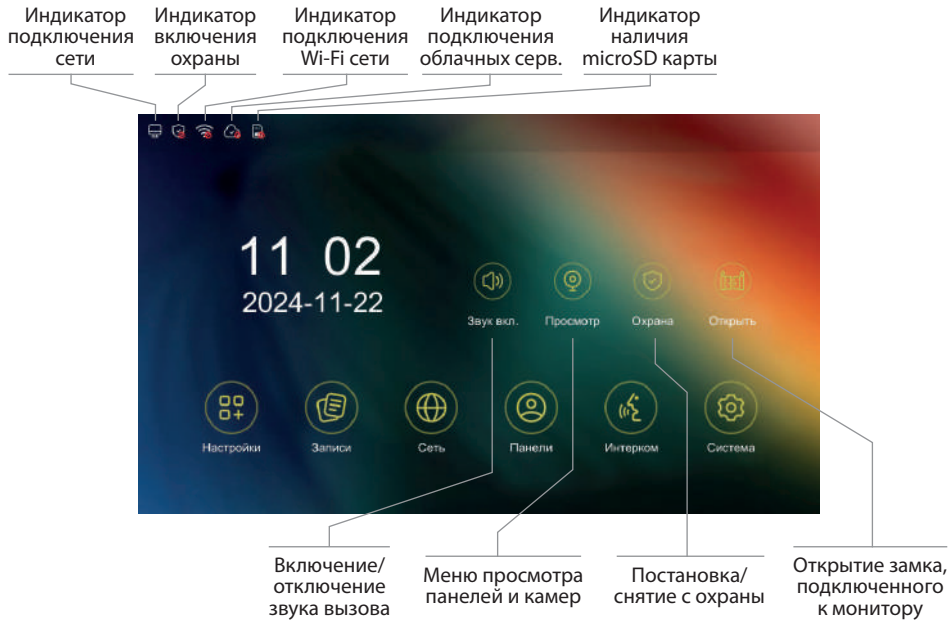 Индикатор
подключения
сети
Индикатор
включения
охраны
Индикатор
подключения
Wi-Fi сети
Индикатор
подключения
облачных серв.
Индикатор
наличия
microSD карты
11 02
2024-11-22
Звук вкл.
Просмотр
Охрана
Открыть
Настройки
Записи
Сеть
Панели
Интерком
Система
Включение/
отключение
звука вызова
Меню просмотра
панелей и камер
Постановка/
снятие с охраны
Открытие замка,
подключенного
к монитору